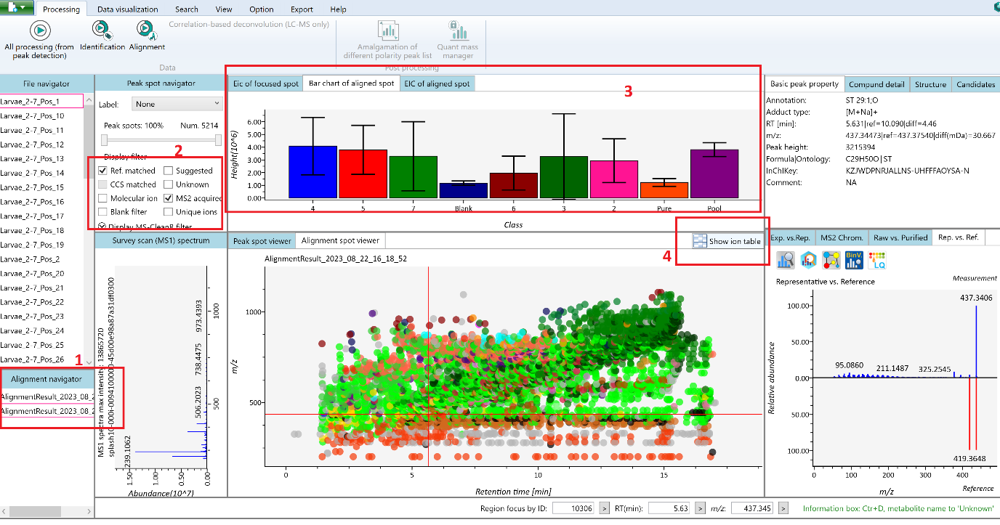 Processing Data visualization Search View Option Export Help
Correlation-based deconvolution (LC-MS only)
All processing (from
peak detection)
Identification
Alignment
Amalgamation of
different polarity peak list
Quant mass
manager
Data
Post processing
File navigator
Larvae_2-7_Pos_1
Larvae_2-7_Pos_10
Larvae_2-7_Pos_11
Larvae_2-7_Pos_12
Larvae_2-7_Pos_13
Larvae_2-7_Pos_14
Larvae_2-7_Pos_15
Larvae_2-7_Pos_16
Larvae_2-7_Pos_17
Larvae_2-7_Pos_18
Larvae_2-7_Pos_19
Larvae_2-7_Pos_2
Larvae_2-7_Pos_20
Larvae_2-7_Pos_21
Larvae_2-7_Pos_22
Larvae_2-7_Pos_23
Larvae_2-7_Pos_24
Larvae_2-7_Pos_25
Larvae_2-7_Pos_26
1
Alignment navigator
AlignmentResult_2023_08_2
AlignmentResult_2023_08_2
Peak spot navigator
Label: None
Peak spots: 100% Num. 5214
Display filter
2
Ref. matched Suggested
CCS matched Unknown
Molecular ion MS2 acquired
Blank filter Unique ions
Display MS-CleanR filter
Survey scan (MS1) spectrum
MS1 spectra max intensity: 13865720
239.1062
506.2023
738.4475
973.4393
500
1000
1.50 1.00 0.50 0.00
Abundance(10^7)
Eic of focused spot Bar chart of aligned spot EIC of aligned spot
3
Height(10^6)
6.00
5.00
4.00
3.00
2.00
1.00
0.00
4 5 7 Blank 6 3 2 Pure Pool
Class
Peak spot viewer Alignment spot viewer
4
Show ion table
AlignmentResult_2023_08_22_16_18_52
m/z
1000
500
0 5 10 15
Retention time [min]
Basic peak property Compund detail Structure Candidates
Annotation: ST 29:1;O
Adduct type: [M+Na]+
RT [min]: 5.631|ref=10.090|diff=4.46
m/z: 437.34473|ref=437.37540|diff(mDa)=30.667
Peak height: 3215394
Formula|Ontology: C29H50O|ST
InChIKey: KZJWDPNRJALLNS-UHFFFAOYSA-N
Comment: NA
Exp. vs.Rep. MS2 Chrom. Raw vs. Purified Rep. vs. Ref.
BinV.
LQ
Representative vs. Reference
Measurement
437.3406
Relative abundance
100.00
50.00
0.00
50.00
100.00
95.0860
211.1487
325.2545
419.3648
0 100 200 300 400
m/z
Reference
Region focus by ID: 10306 > RT(min): 5.63 > m/z: 437.345 >
Information box: Ctr+D, metabolite name to 'Unknown'